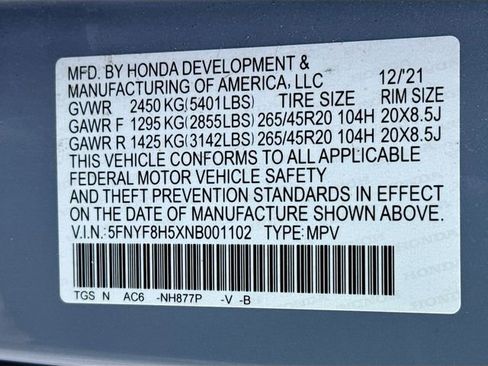 MFD. BY HONDA DEVELOPMENT &
MANUFACTURING OF AMERICA, LLC 12/'21
GVWR 2450 KG(5401LBS) TIRE SIZE RIM SIZE
GAWR F 1295 KG(2855LBS) 265/45R20 104H 20X8.5J
GAWR R 1425 KG(3142LBS) 265/45R20 104H 20X8.5J
THIS VEHICLE CONFORMS TO ALL APPLICABLE
FEDERAL MOTOR VEHICLE SAFETY
AND THEFT PREVENTION STANDARDS IN EFFECT
ON THE DATE OF MANUFACTURE SHOWN ABOVE.
V.I.N.: 5FNYF8H5XNB001102 TYPE: MPV
TGS N AC6 -NH877P -V -B